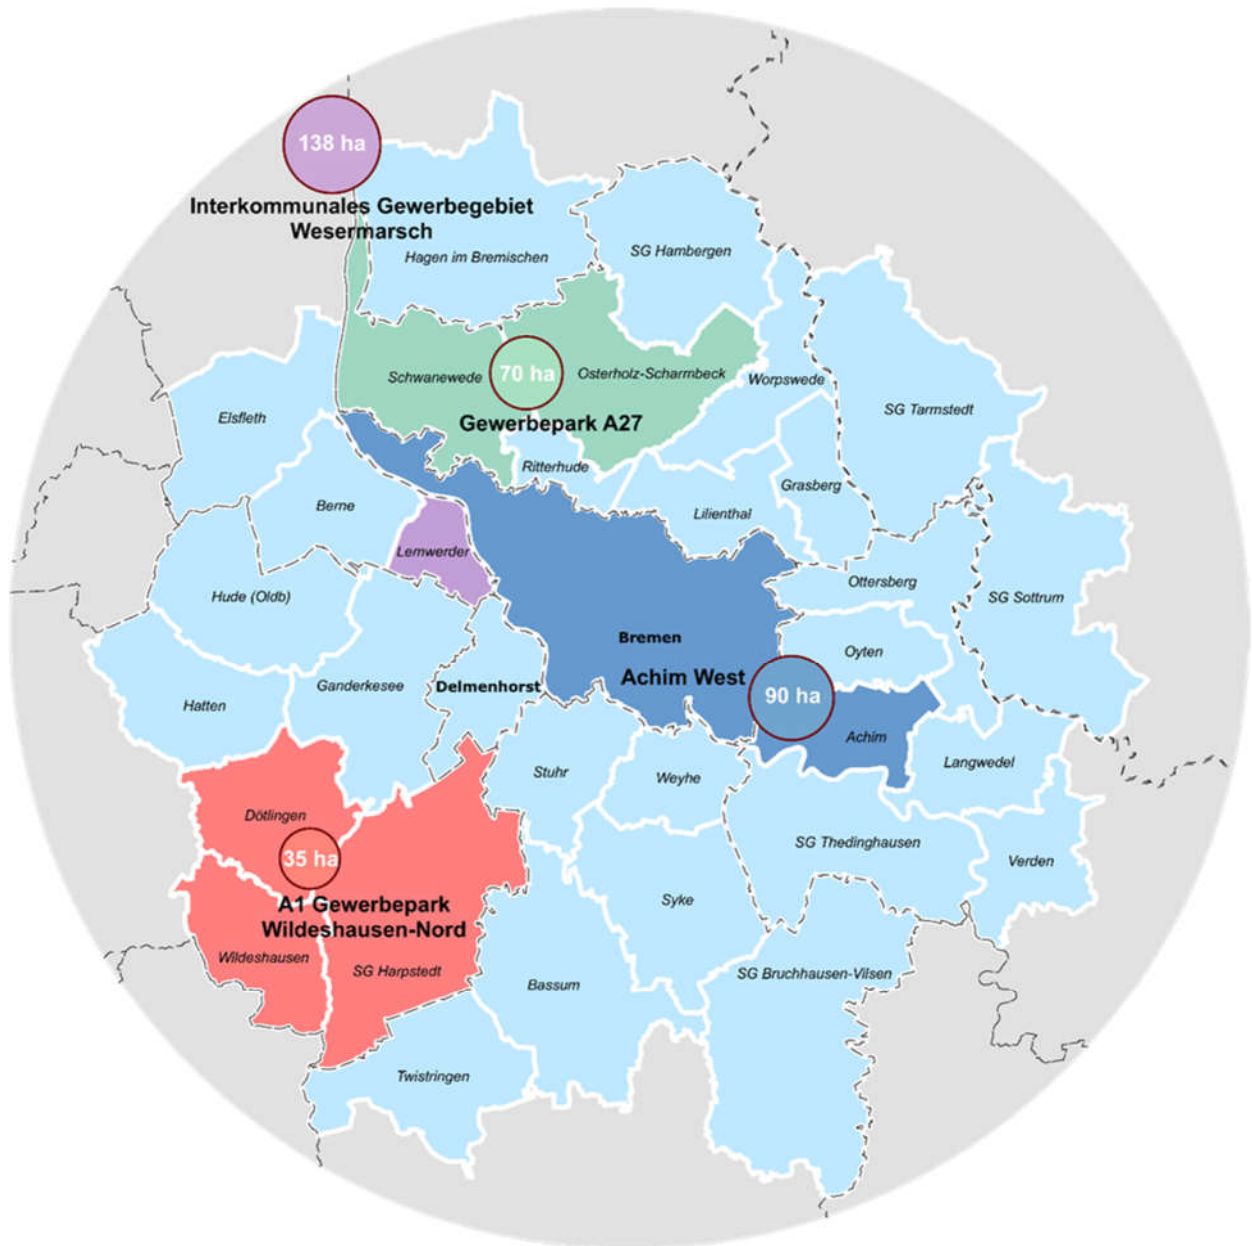 138 ha
Interkommunales Gewerbegebiet
Wesermarsch
Hagen im Bremischen
SG Hambergen
Schwanewede
70 ha
Osterholz-Scharmbeck
Worpswede
SG Tarmstedt
Elsfleth
Gewerbepark A27
Ritterhude
Grasberg
Berne
Lilienthal
Lemwerder
Ottersberg
Hude (Oldb)
SG Sottrum
Bremen
Oyten
Achim West
Ganderkesee
Delmenhorst
90 ha
Hatten
Achim
Langwedel
Stuhr
Weyhe
Dötlingen
SG Thedinghausen
35 ha
Verden
A1 Gewerbepark
Wildeshausen-Nord
Syke
Wildeshausen
SG Harpstedt
SG Bruchhausen-Vilsen
Bassum
Twistringen